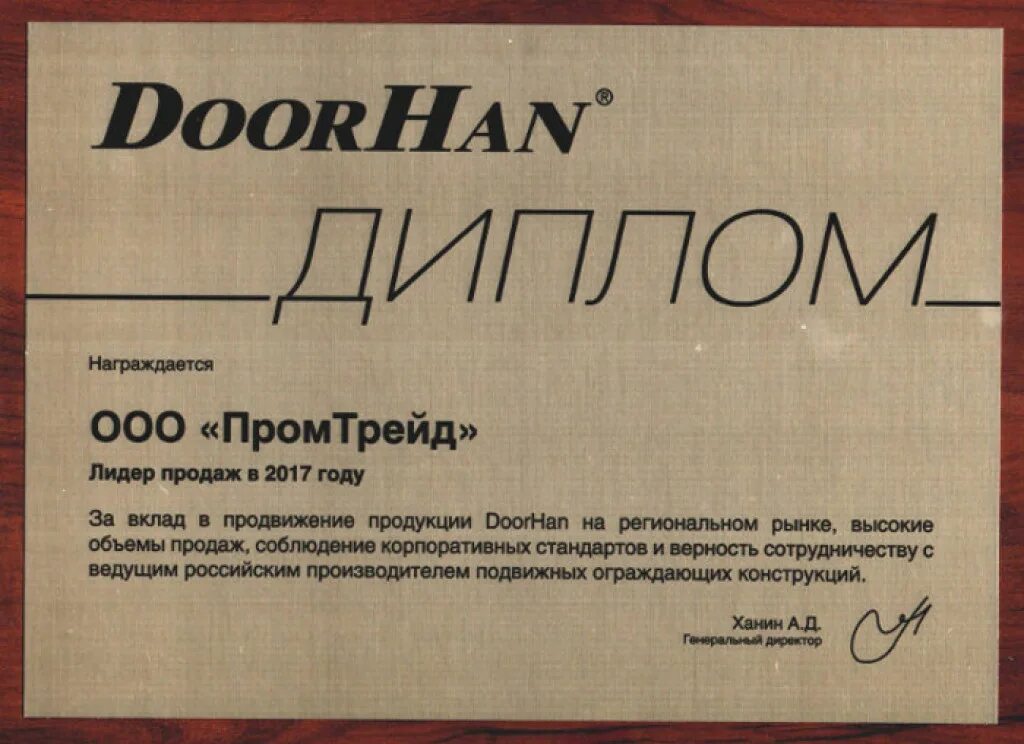 DOORHAN®
ДИПЛОМ
Награждается
ООО «ПромТрейд»
Лидер продаж в 2017 году
За вклад в продвижение продукции DoorHan на региональном рынке, высокие
объемы продаж, соблюдение корпоративных стандартов и верность сотрудничеству с
ведущим российским производителем подвижных ограждающих конструкций.
Ханин А.Д.
Генеральный директор